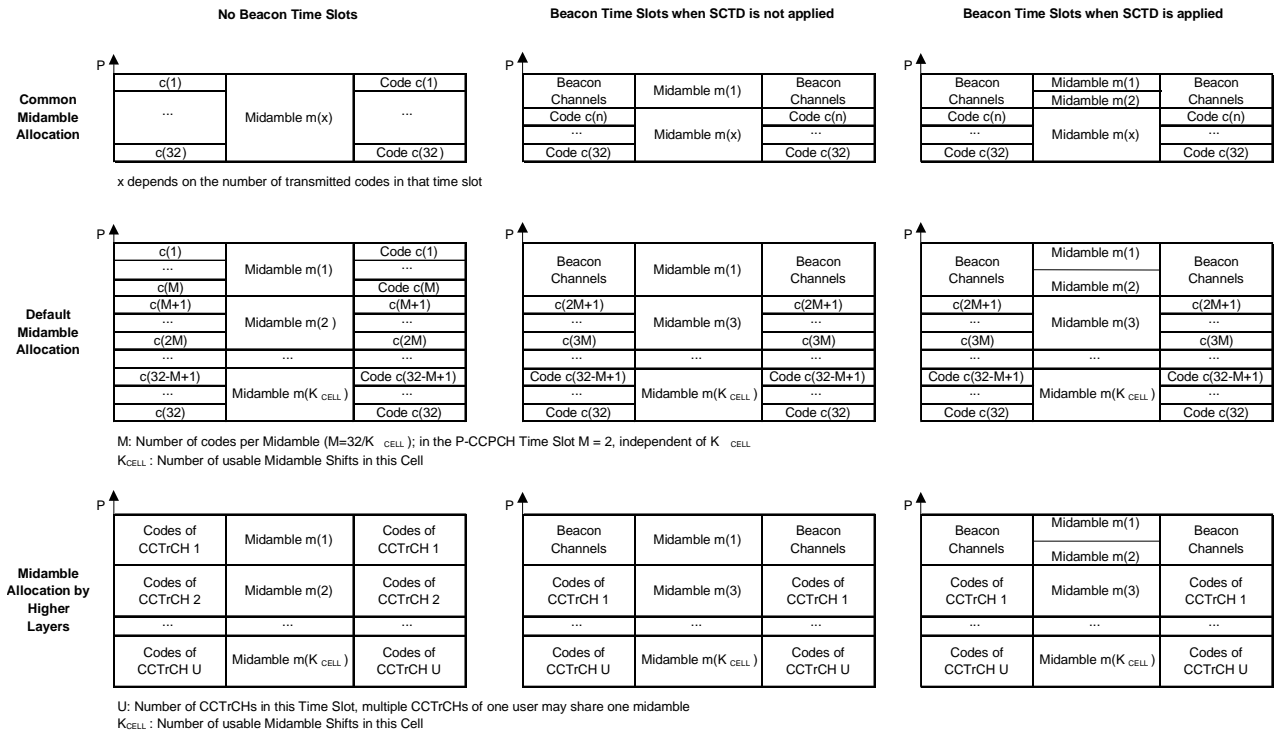 No Beacon Time Slots
Beacon Time Slots when SCTD is not applied
Beacon Time Slots when SCTD is applied
Common
Midamble
Allocation
P
c(1)
...
c(32)
Midamble m(x)
Code c(1)
...
Code c(32)
P
Beacon
Channels
Code c(n)
...
Code c(32)
Midamble m(1)
Midamble m(x)
Beacon
Channels
Code c(n)
...
Code c(32)
P
Beacon
Channels
Code c(n)
...
Code c(32)
Midamble m(1)
Midamble m(2)
Midamble m(x)
Beacon
Channels
Code c(n)
...
Code c(32)
x depends on the number of transmitted codes in that time slot
Default
Midamble
Allocation
P
c(1)
...
c(M)
c(M+1)
...
c(2M)
...
c(32-M+1)
...
c(32)
Midamble m(1)
Midamble m(2 )
...
Midamble m(K CELL )
Code c(1)
...
Code c(M)
c(M+1)
...
c(2M)
...
Code c(32-M+1)
...
Code c(32)
P
Beacon
Channels
c(2M+1)
...
c(3M)
...
Code c(32-M+1)
...
Code c(32)
Midamble m(1)
Midamble m(3)
...
Midamble m(K CELL )
Beacon
Channels
c(2M+1)
...
c(3M)
...
Code c(32-M+1)
...
Code c(32)
P
Beacon
Channels
c(2M+1)
...
c(3M)
...
Code c(32-M+1)
...
Code c(32)
Midamble m(1)
Midamble m(2)
Midamble m(3)
...
Midamble m(K CELL )
Beacon
Channels
c(2M+1)
...
c(3M)
...
Code c(32-M+1)
...
Code c(32)
M: Number of codes per Midamble (M=32/K CELL ); in the P-CCPCH Time Slot M = 2, independent of K CELL
KCELL : Number of usable Midamble Shifts in this Cell
Midamble
Allocation by
Higher
Layers
P
Codes of
CCTrCH 1
Codes of
CCTrCH 2
...
Codes of
CCTrCH U
Midamble m(1)
Midamble m(2)
...
Midamble m(K CELL )
Codes of
CCTrCH 1
Codes of
CCTrCH 2
...
Codes of
CCTrCH U
P
Beacon
Channels
Codes of
CCTrCH 1
...
Codes of
CCTrCH U
Midamble m(1)
Midamble m(3)
...
Midamble m(K CELL )
Beacon
Channels
Codes of
CCTrCH 1
...
Codes of
CCTrCH U
P
Beacon
Channels
Codes of
CCTrCH 1
...
Codes of
CCTrCH U
Midamble m(1)
Midamble m(2)
Midamble m(3)
...
Midamble m(K CELL )
Beacon
Channels
Codes of
CCTrCH 1
...
Codes of
CCTrCH U
U: Number of CCTrCHs in this Time Slot, multiple CCTrCHs of one user may share one midamble
KCELL : Number of usable Midamble Shifts in this Cell